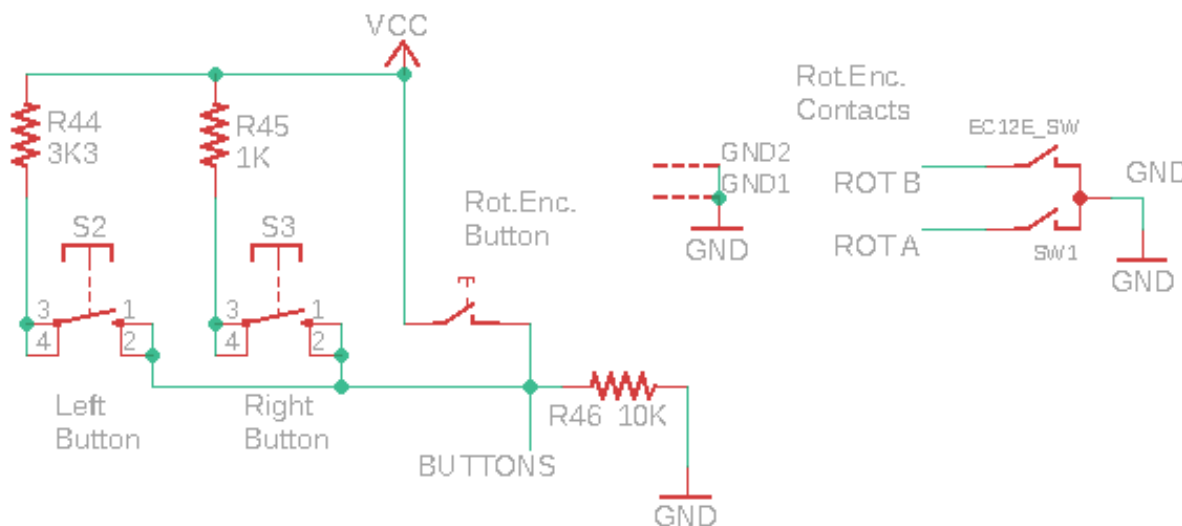 VCC
R44
3K3
R45
1K
S2
S3
3
1
4
2
3
1
4
2
Left
Button
Right
Button
Rot.Enc.
Button
BUTTONS
R46 10K
GND
GND2
GND1
GND
Rot.Enc.
Contacts
EC12E_SW
ROT B
ROT A
SW1
GND
GND